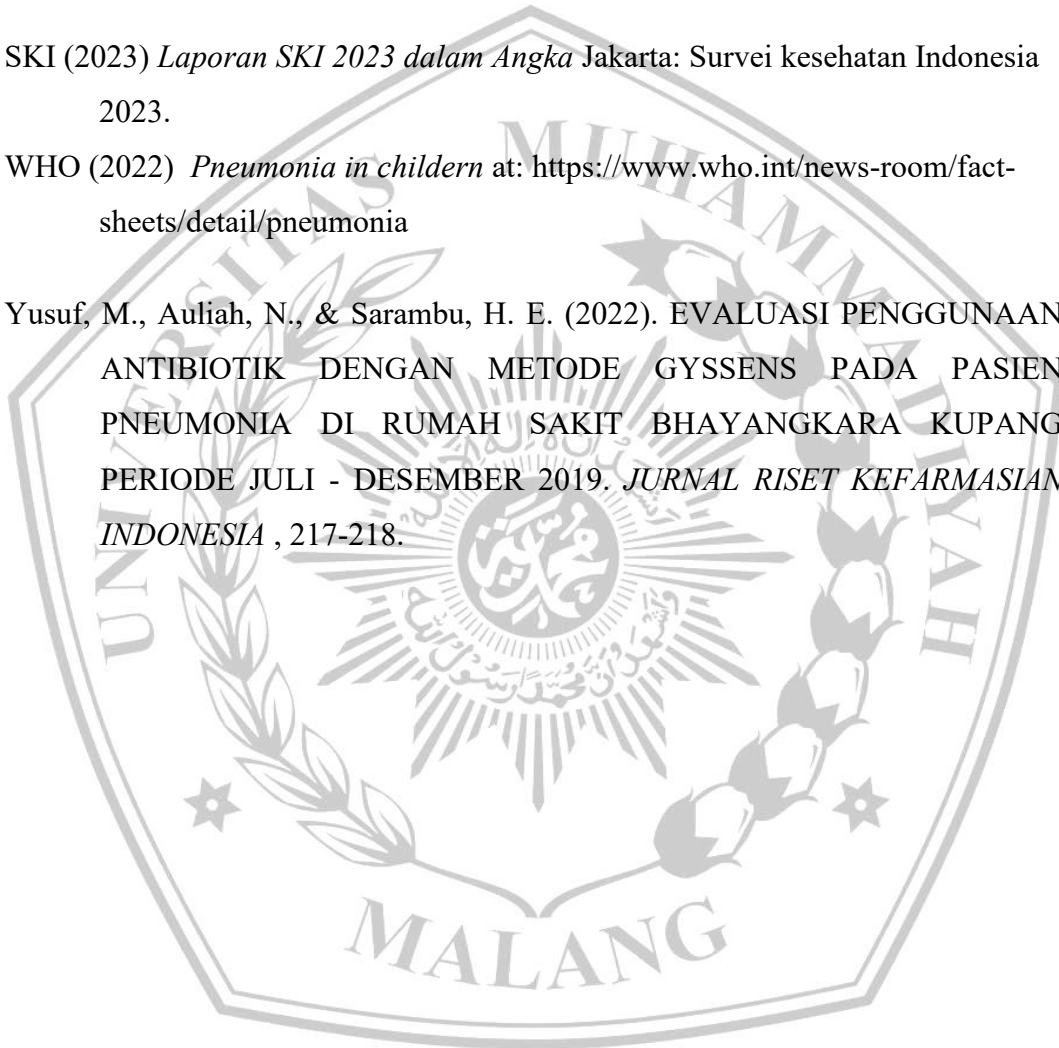 SKI (2023) Laporan SKI 2023 dalam Angka Jakarta: Survei kesehatan Indonesia
2023.
WHO (2022) Pneumonia in childern at: https://www.who.int/news-room/fact-
sheets/detail/pneumonia
Yusuf, M., Auliah, N., & Sarambu, H. E. (2022). EVALUASI PENGGUNAAN
ANTIBIOTIK DENGAN METODE GYSSENS PADA PASIEN
PNEUMONIA DI RUMAH SAKIT BHAYANGKARA KUPANG
PERIODE JULI - DESEMBER 2019. JURNAL RISET KEFARMASIAN
INDONESIA , 217-218.
UNIVERSITAS MUHAMMADIYAH
MALANG